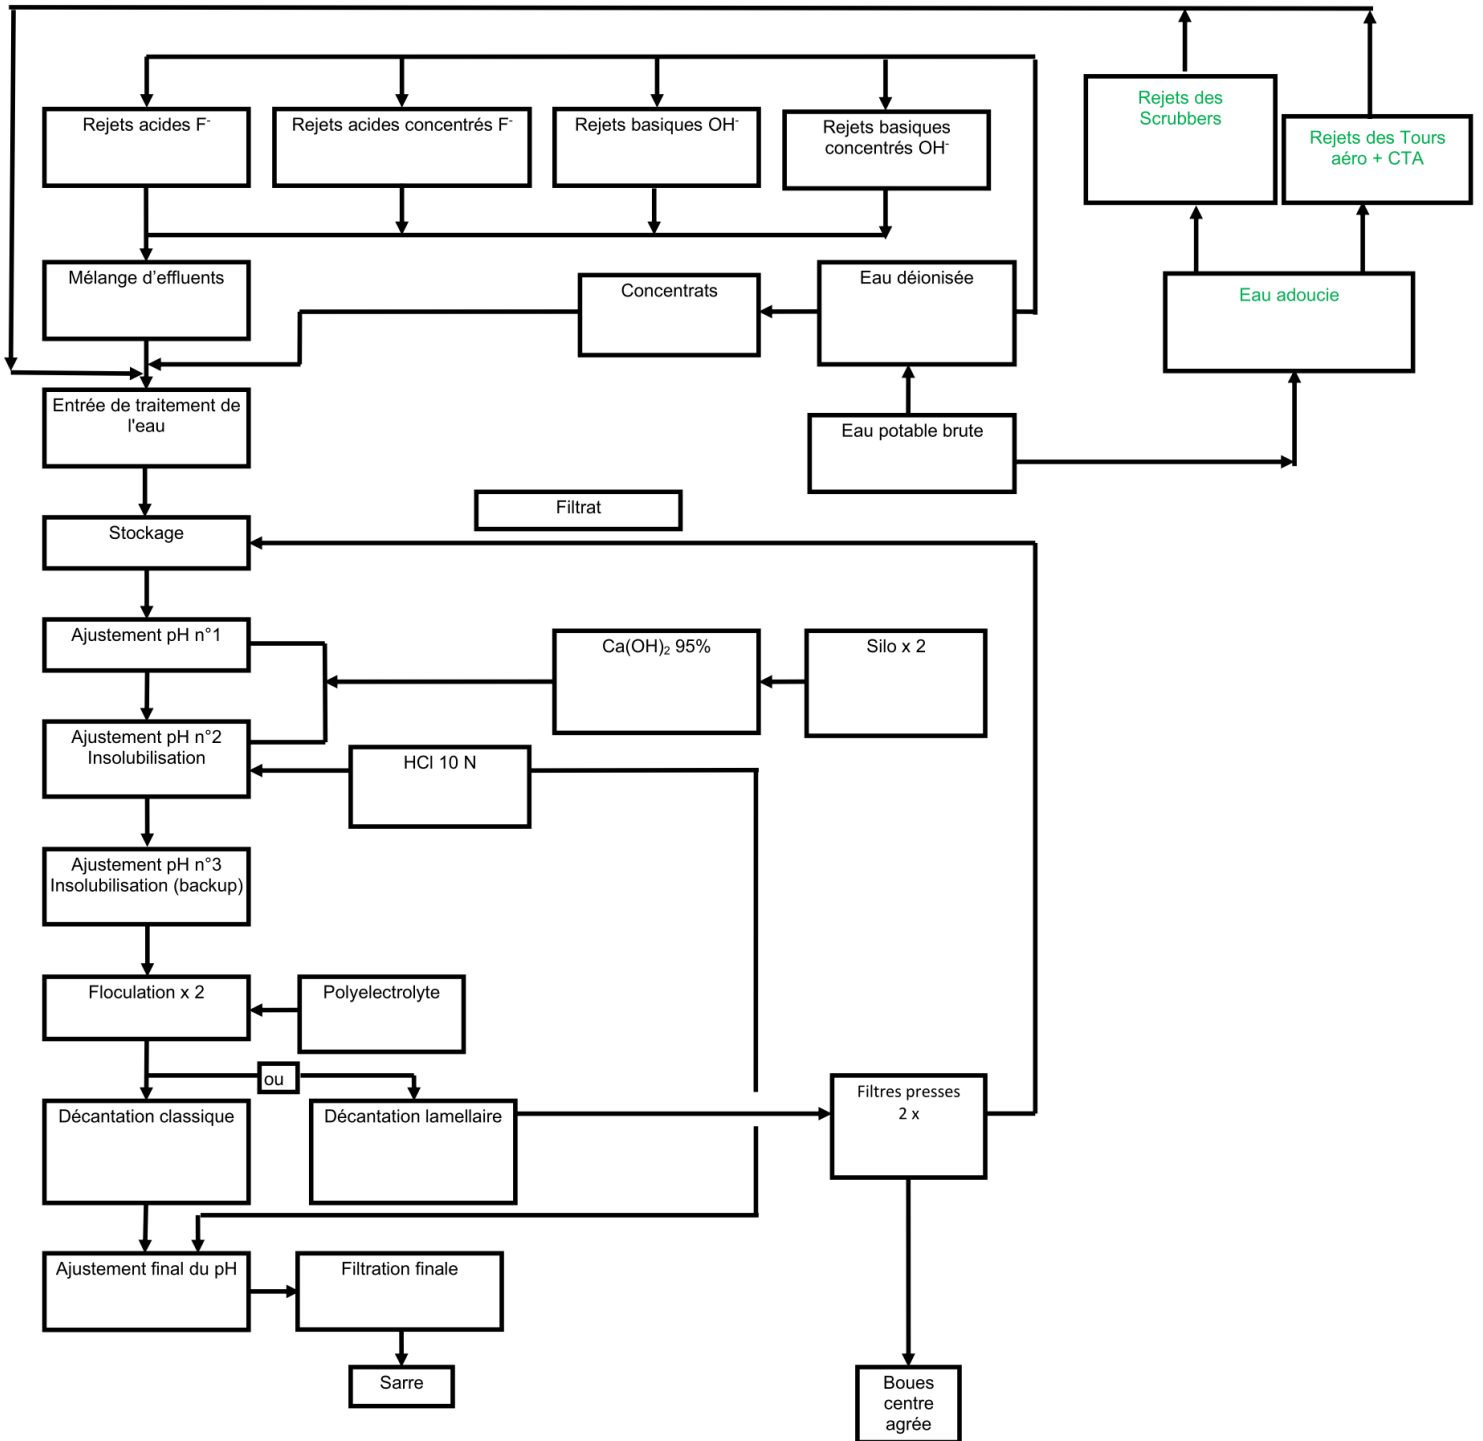 Rejets des
Scrubbers
Rejets des Tours
aéro + CTA
Rejets acides F-
Rejets acides concentrés F-
Rejets basiques OH-
Rejets basiques
concentrés OH-
Mélange d'effluents
Concentrats
Eau déionisée
Eau adoucie
Entrée de traitement de
l'eau
Eau potable brute
Filtrat
Stockage
Ajustement pH n°1
Ca(OH)2 95%
Silo x 2
Ajustement pH n°2
Insolubilisation
HCl 10 N
Ajustement pH n°3
Insolubilisation (backup)
Floculation x 2
Polyelectrolyte
ou
Décantation classique
Décantation lamellaire
Filtres presses
2 x
Ajustement final du pH
Filtration finale
Sarre
Boues
centre
agrée